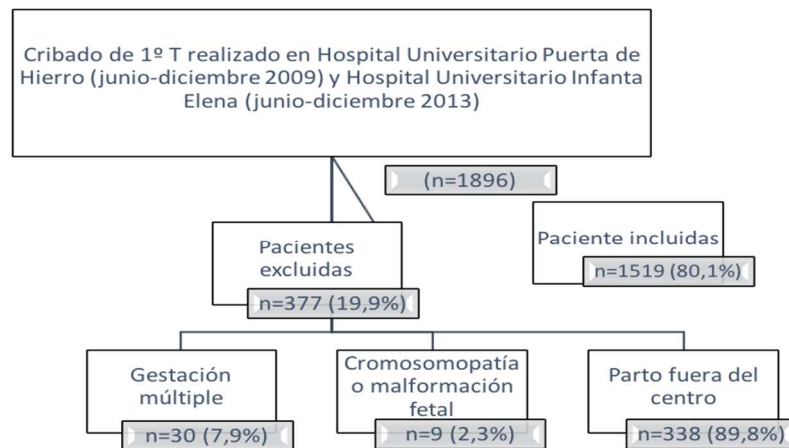 Cribado de 1º T realizado en Hospital Universitario Puerta de
Hierro (junio-diciembre 2009) y Hospital Universitario Infanta
Elena (junio-diciembre 2013)
(n=1896)
Pacientes
excluidas
n=377 (19,9%)
Paciente incluidas
n=1519 (80,1%)
Gestación
múltiple
n=30 (7,9%)
Cromosomopatía
o malformación
fetal
n=9 (2,3%)
Parto fuera del
centro
n=338 (89,8%)